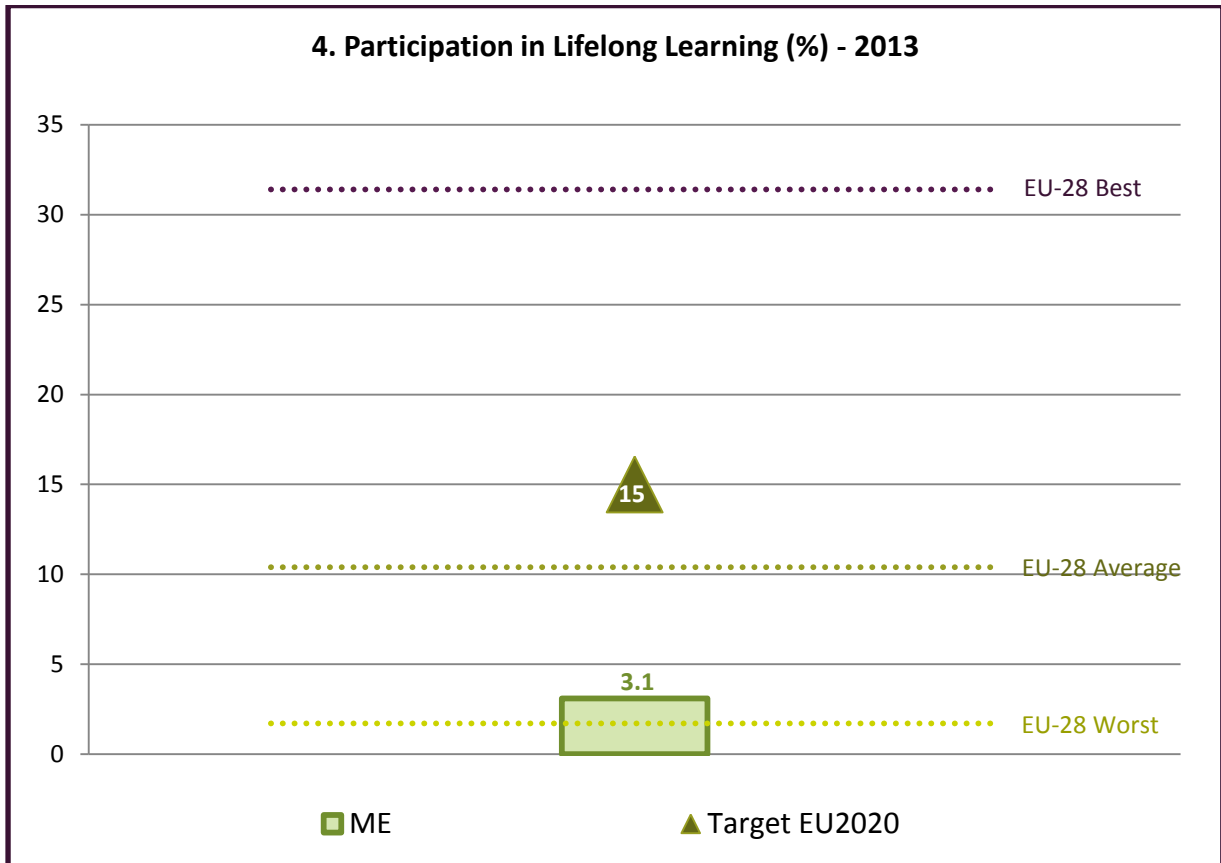 4. Participation in Lifelong Learning (%) - 2013
35
EU-28 Best
30
25
20
15
15
10
EU-28 Average
5
3.1
EU-28 Worst
0
ME
Target EU2020